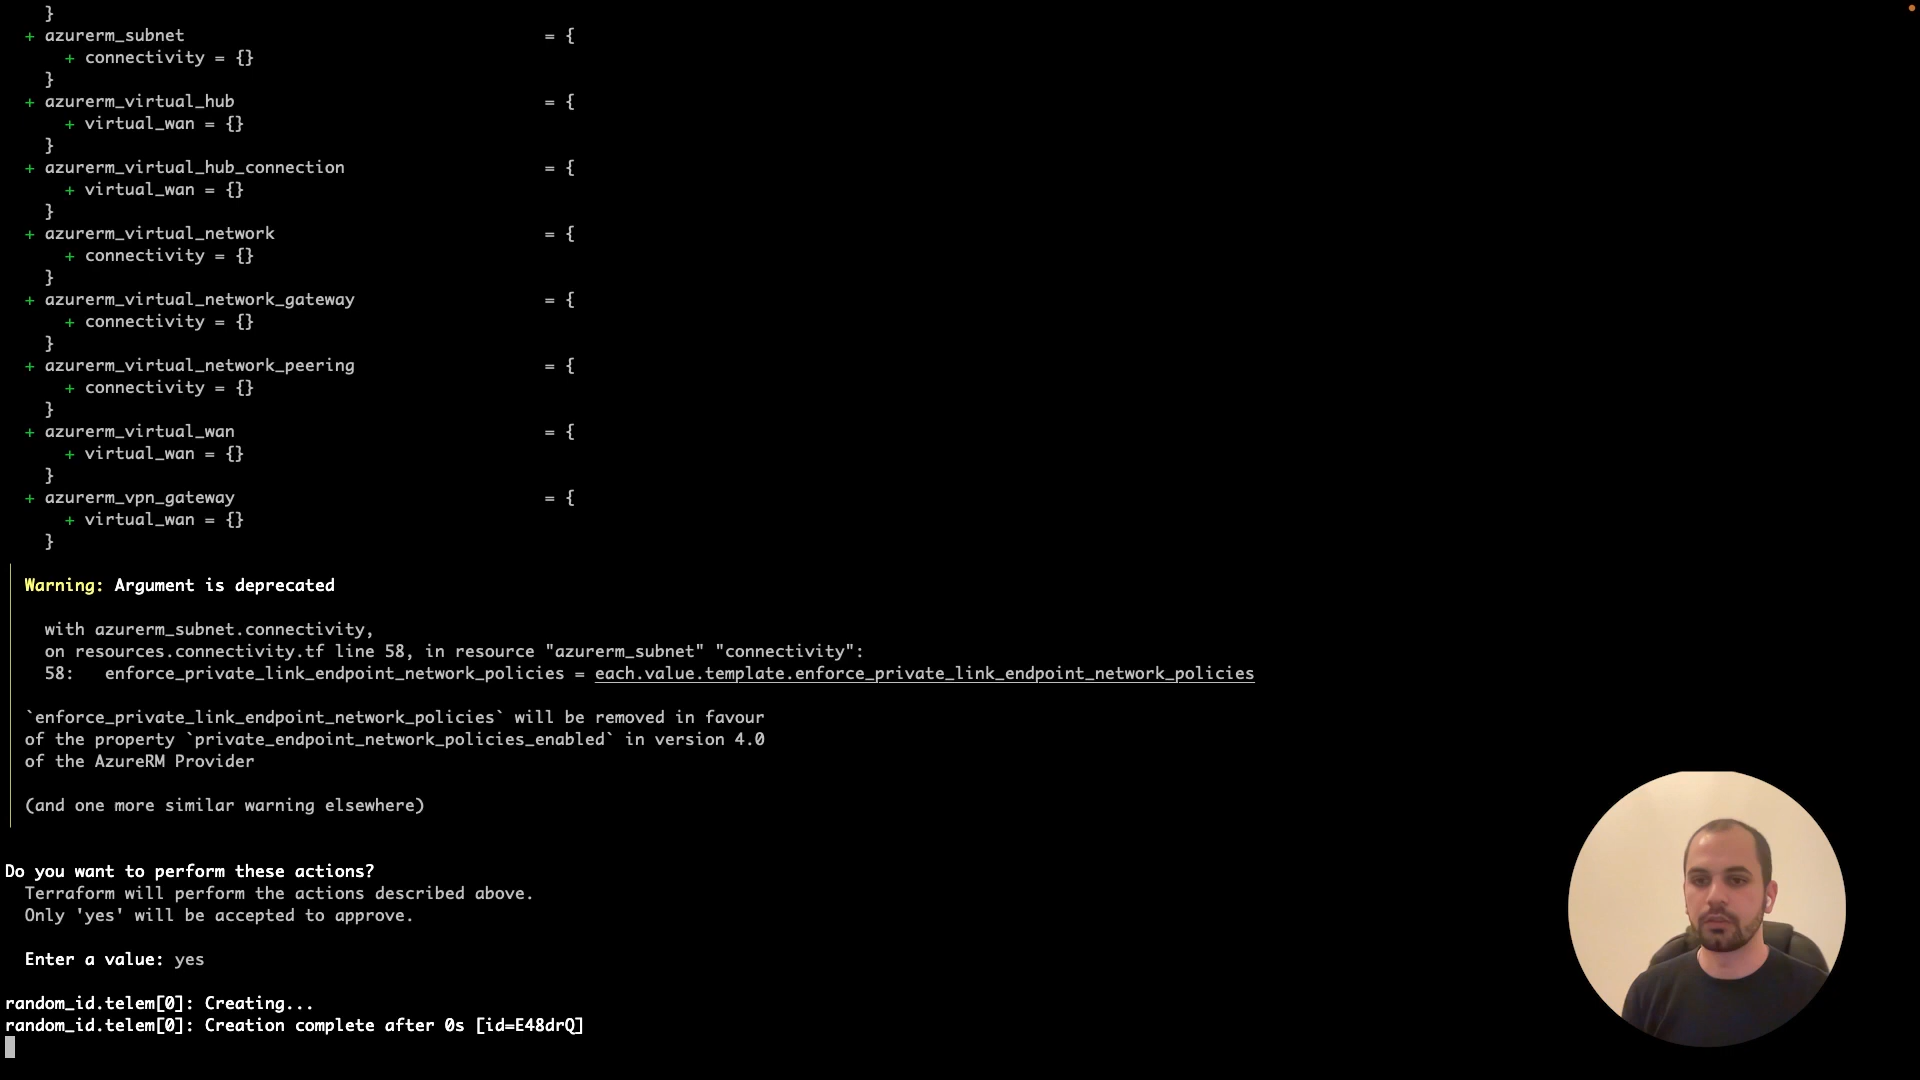 }
+ azurerm_subnet = {
+ connectivity = {}
}
+ azurerm_virtual_hub = {
+ virtual_wan = {}
}
+ azurerm_virtual_hub_connection = {
+ virtual_wan = {}
}
+ azurerm_virtual_network = {
+ connectivity = {}
}
+ azurerm_virtual_network_gateway = {
+ connectivity = {}
}
+ azurerm_virtual_network_peering = {
+ connectivity = {}
}
+ azurerm_virtual_wan = {
+ virtual_wan = {}
}
+ azurerm_vpn_gateway = {
+ virtual_wan = {}
}
Warning: Argument is deprecated
with azurerm_subnet.connectivity,
on resources.connectivity.tf line 58, in resource "azurerm_subnet" "connectivity":
58: enforce_private_link_endpoint_network_policies = each.value.template.enforce_private_link_endpoint_network_policies
`enforce_private_link_endpoint_network_policies` will be removed in favour
of the property `private_endpoint_network_policies_enabled` in version 4.0
of the AzureRM Provider
(and one more similar warning elsewhere)
Do you want to perform these actions?
Terraform will perform the actions described above.
Only 'yes' will be accepted to approve.
Enter a value: yes
random_id.telem[0]: Creating...
random_id.telem[0]: Creation complete after 0s [id=E48drQ]